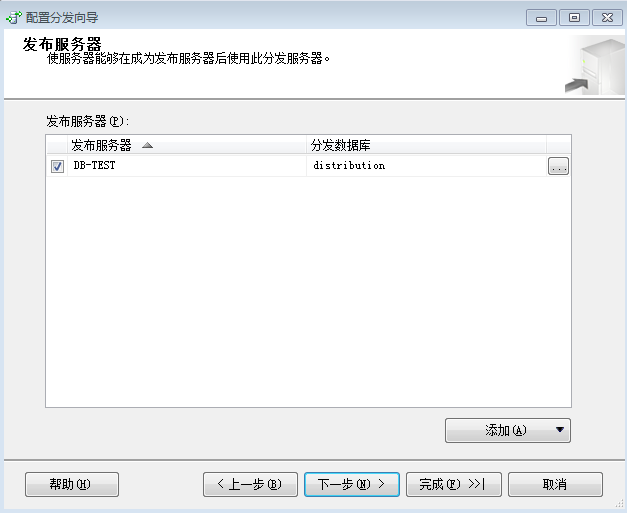 配置分发向导
发布服务器
使服务器能够在成为发布服务器后使用此分发服务器。
发布服务器(P):
发布服务器 分发数据库
DB-TEST distribution ...
添加(A)
帮助(H) < 上一步(B) 下一步(N) > 完成(F) >>| 取消